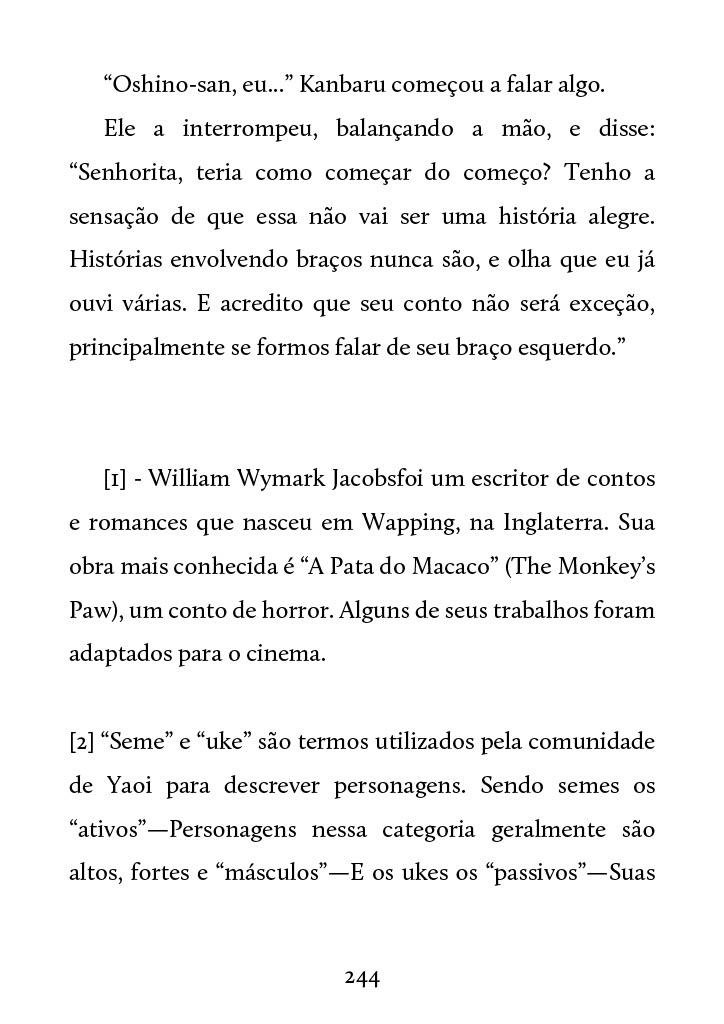 “Oshino-san, eu...” Kanbaru começou a falar algo.
Ele a interrompeu, balançando a mão, e disse:
“Senhorita, teria como começar do começo? Tenho a
sensação de que essa não vai ser uma história alegre.
Histórias envolvendo braços nunca são, e olha que eu já
ouvi várias. E acredito que seu conto não será exceção,
principalmente se formos falar de seu braço esquerdo.”
[1] - William Wymark Jacobsfoi um escritor de contos
e romances que nasceu em Wapping, na Inglaterra. Sua
obra mais conhecida é “A Pata do Macaco” (The Monkey’s
Paw), um conto de horror. Alguns de seus trabalhos foram
adaptados para o cinema.
[2] “Seme” e “uke” são termos utilizados pela comunidade
de Yaoi para descrever personagens. Sendo semes os
“ativos”—Personagens nessa categoria geralmente são
altos, fortes e “másculos”—E os ukes os “passivos”—Suas
244